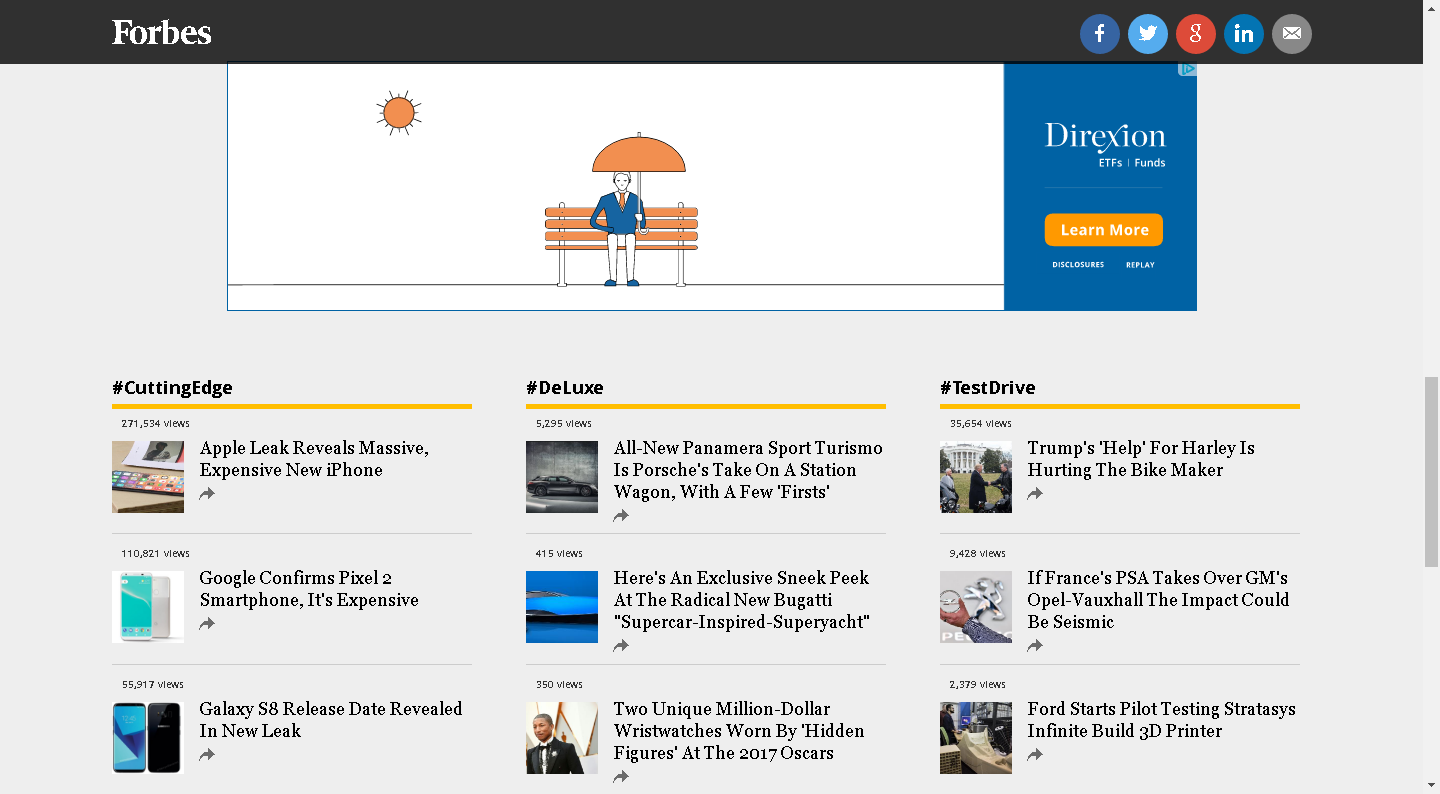 Forbes
Direxion
ETFs | Funds
Learn More
DISCLOSURES REPLAY
#CuttingEdge
271,534 views
Apple Leak Reveals Massive,
Expensive New iPhone
110,821 views
Google Confirms Pixel 2
Smartphone, It's Expensive
55,917 views
Galaxy S8 Release Date Revealed
In New Leak
#DeLuxe
5,295 views
All-New Panamera Sport Turismo
Is Porsche's Take On A Station
Wagon, With A Few 'Firsts'
415 views
Here's An Exclusive Sneek Peek
At The Radical New Bugatti
"Supercar-Inspired-Superyacht"
350 views
Two Unique Million-Dollar
Wristwatches Worn By 'Hidden
Figures' At The 2017 Oscars
#TestDrive
35,654 views
Trump's 'Help' For Harley Is
Hurting The Bike Maker
9,428 views
If France's PSA Takes Over GM's
Opel-Vauxhall The Impact Could
Be Seismic
2,379 views
Ford Starts Pilot Testing Stratasys
Infinite Build 3D Printer